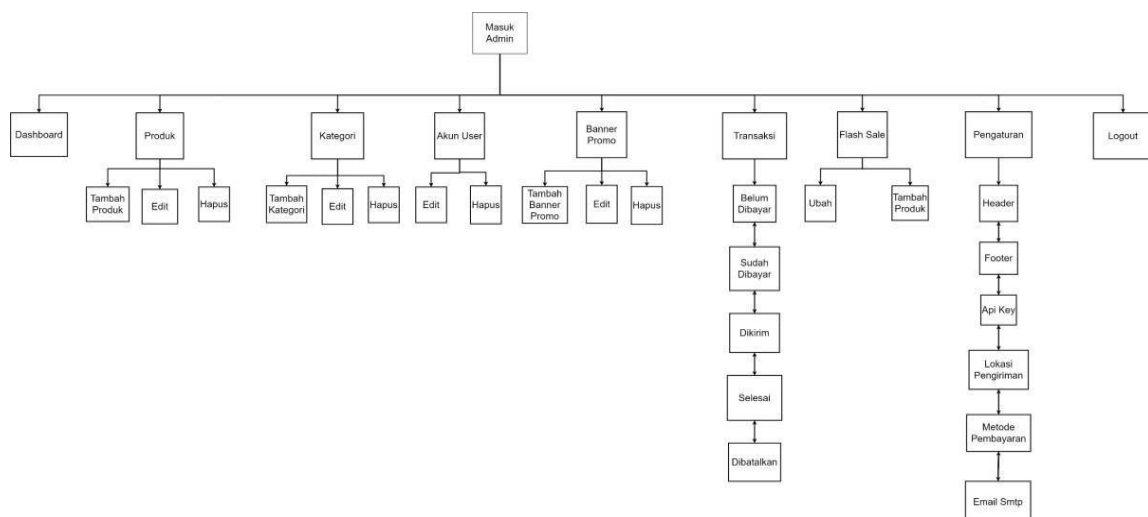 Masuk
Admin
Dashboard
Produk
Kategori
Akun User
Banner
Promo
Transaksi
Flash Sale
Pengaturan
Logout
Tambah
Produk
Edit
Hapus
Tambah
Kategori
Edit
Hapus
Edit
Hapus
Tambah
Banner
Promo
Edit
Hapus
Belum
Dibayar
Ubah
Tambah
Produk
Header
Sudah
Dibayar
Footer
Dikirim
Api Key
Lokasi
Pengiriman
Selesai
Metode
Pembayaran
Dibatalkan
Email Smtp